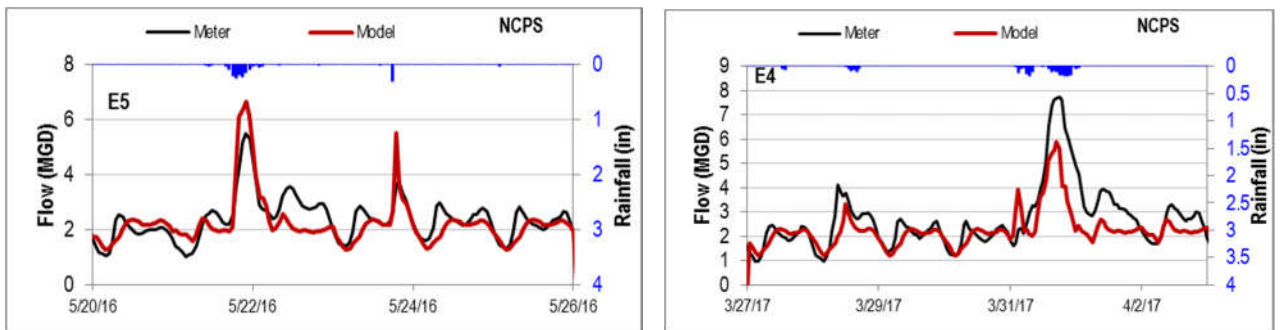 Meter Model NCPS
Flow (MGD)
8
6
4
2
0
E5
0
1
2
3
4
Rainfall (in)
5/20/16 5/22/16 5/24/16 5/26/16
Meter Model NCPS
Flow (MGD)
9
8
7
6
5
4
3
2
1
0
E4
0
0.5
1
1.5
2
2.5
3
3.5
4
Rainfall (in)
3/27/17 3/29/17 3/31/17 4/2/17